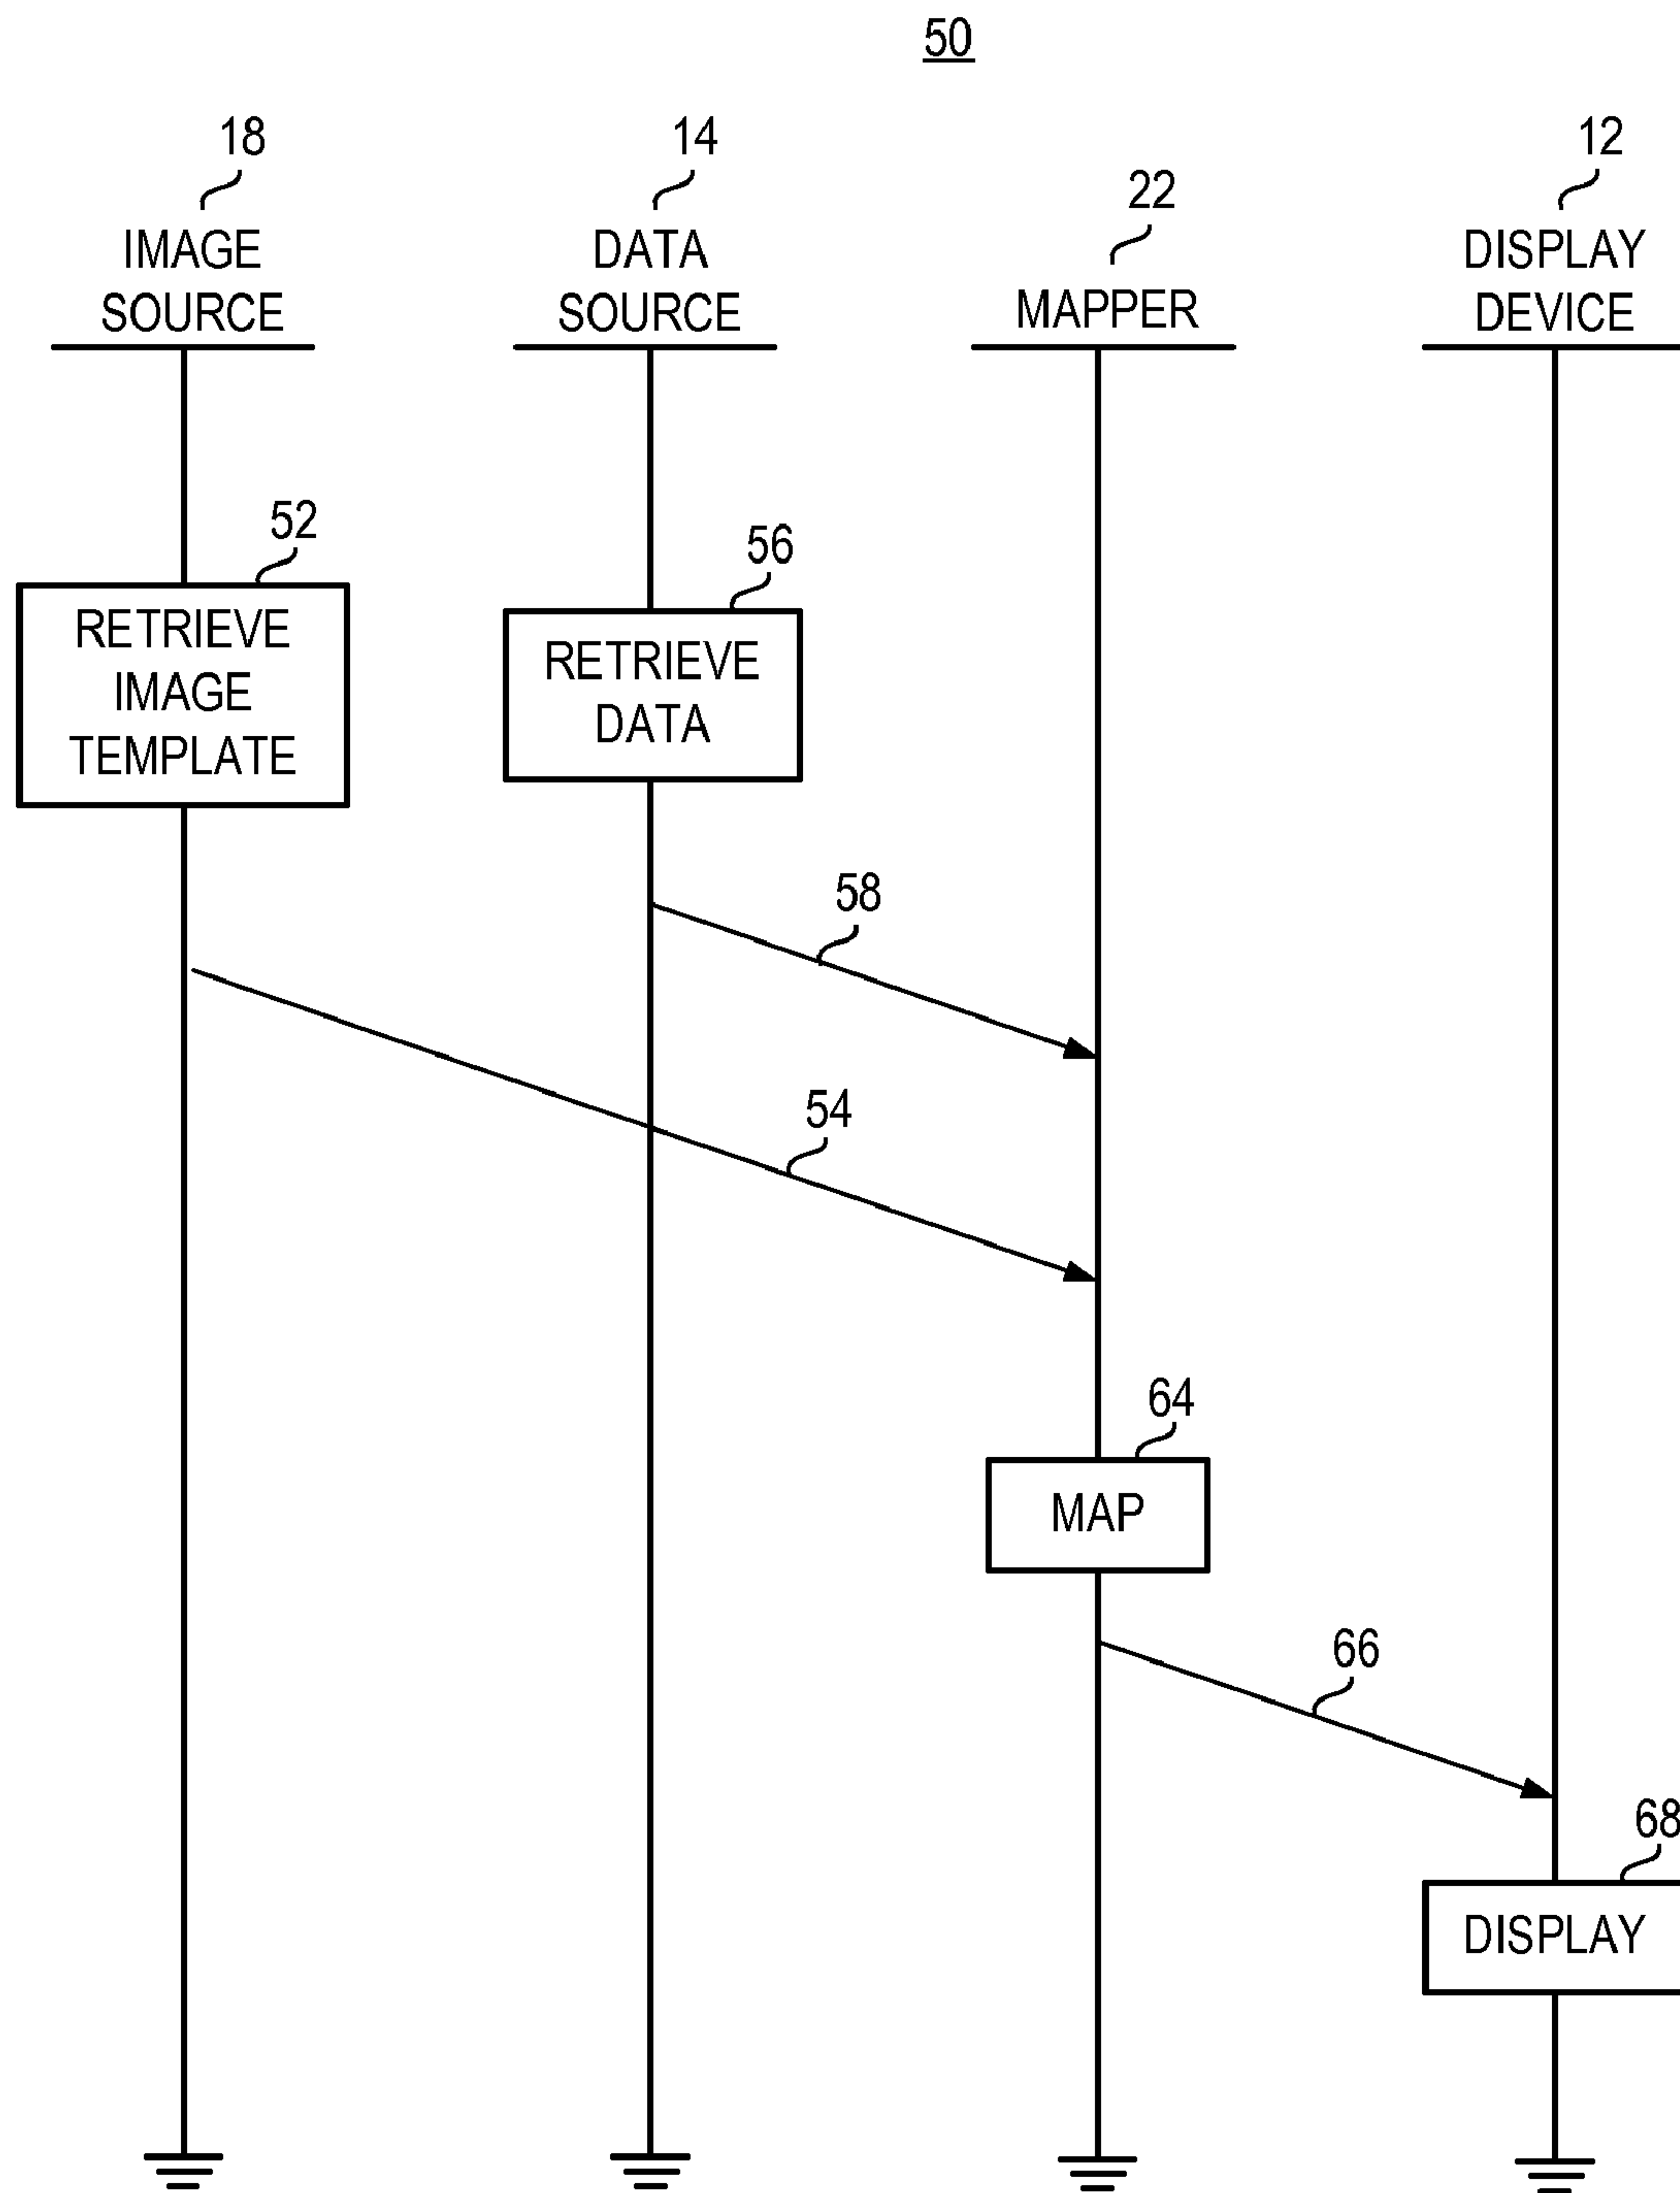 50
18
14
22
12
IMAGE
SOURCE
DATA
SOURCE
MAPPER
DISPLAY
DEVICE
52
RETRIEVE
IMAGE
TEMPLATE
56
RETRIEVE
DATA
58
54
64
MAP
66
68
DISPLAY